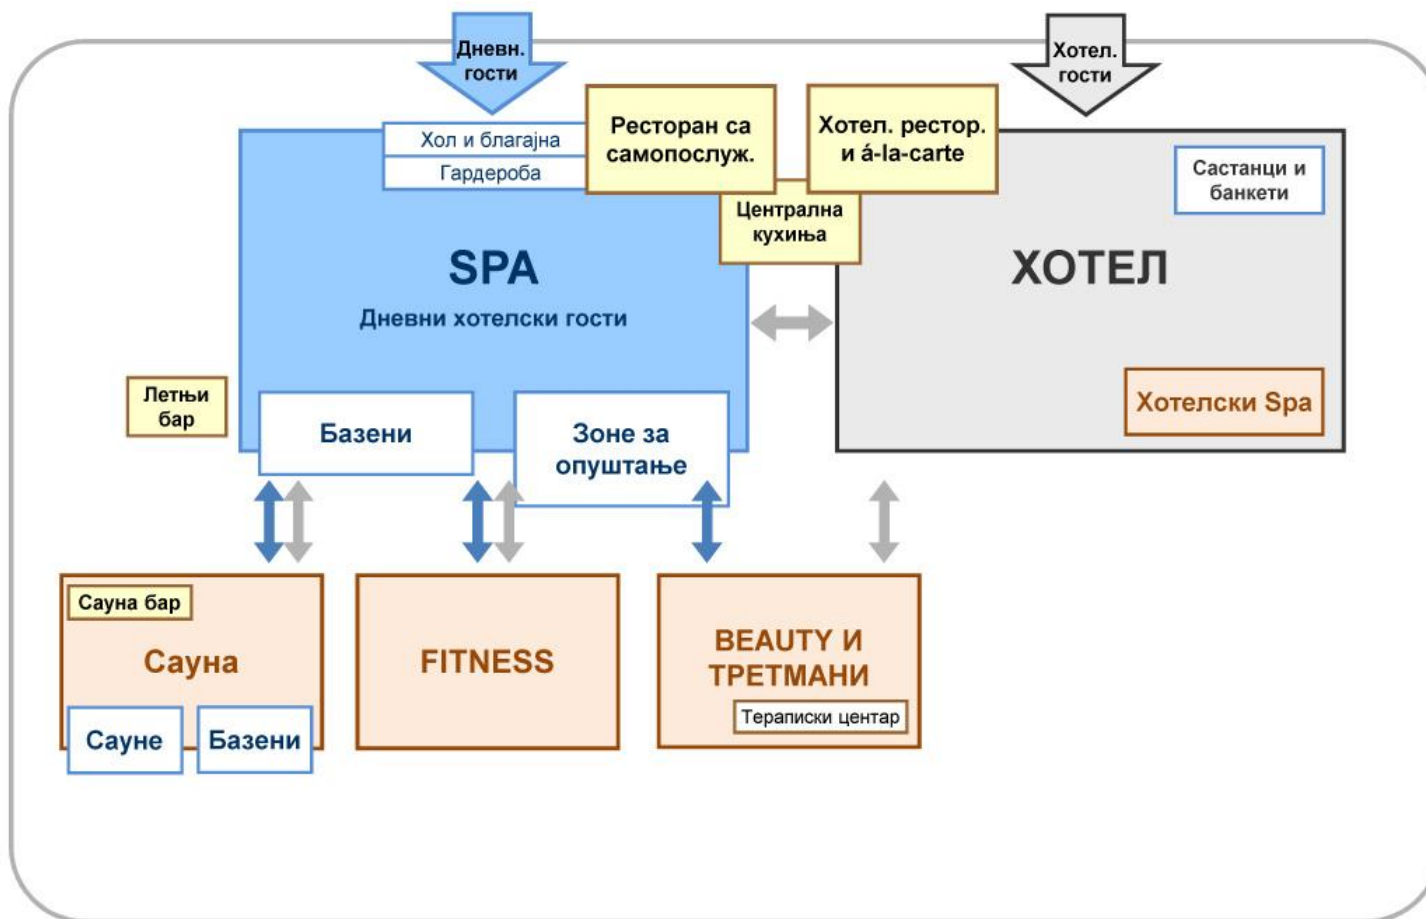 Дневн.
гости
Хотел.
гости
Хол и благајна
Гардероба
Ресторан са
самопослуж.
Хотел. рестор.
и á-la-carte
Централна
кухиња
Састанци и
банкети
SPA
Дневни хотелски гости
ХОТЕЛ
Летњи
бар
Базени
Зоне за
опуштање
Хотелски Spa
Сауна бар
Сауна
Сауне
Базени
FITNESS
BEAUTY И
ТРЕТМАНИ
Тераписки центар